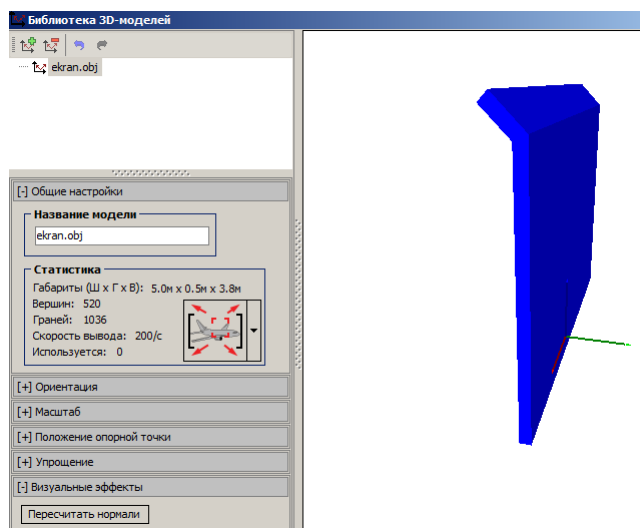 Библиотека 3D-моделей
ekran.obj
[-] Общие настройки
Название модели
ekran.obj
Статистика
Габариты (Ш x Г x В): 5.0м x 0.5м x 3.8м
Вершин: 520
Граней: 1036
Скорость вывода: 200/с
Используется: 0
[+] Ориентация
[+] Масштаб
[+] Положение опорной точки
[+] Упрощение
[-] Визуальные эффекты
Пересчитать нормали